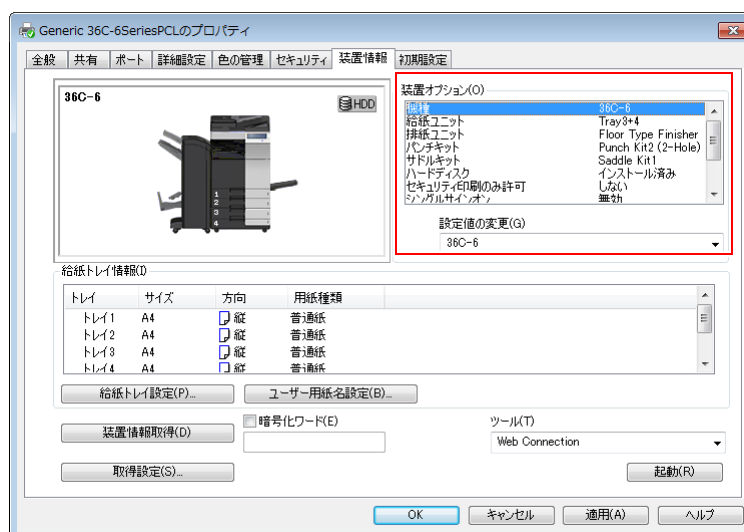 Generic 36C-6SeriesPCLのプロパティ
全般 共有 ポート 詳細設定 色の管理 セキュリティ 装置情報 初期設定
36C-6
HDD
1
2
3
4
装置オプション(O)
機種 36C-6
給紙ユニット Tray3+4
排紙ユニット Floor Type Finisher
パンチキット Punch Kit2 (2-Hole)
サドルキット Saddle Kit1
ハードディスク インストール済み
セキュリティ印刷のみ許可 しない
シングルサインオン 無効
設定値の変更(G)
36C-6
給紙トレイ情報(I)
トレイ サイズ 方向 用紙種類
トレイ1 A4 縦 普通紙
トレイ2 A4 縦 普通紙
トレイ3 A4 縦 普通紙
トレイ4 A4 縦 普通紙
給紙トレイ設定(P)... ユーザー用紙名設定(B)...
装置情報取得(D)
暗号化ワード(E)
ツール(T)
Web Connection
取得設定(S)...
起動(R)
OK キャンセル 適用(A) ヘルプ